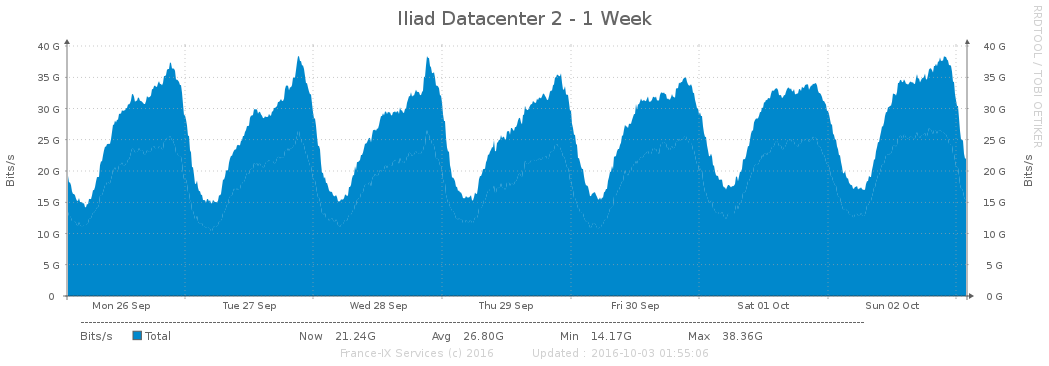 Iliad Datacenter 2 - 1 Week
RRDTOOL / TOBI OETIKER
40 G 40 G
35 G 35 G
30 G 30 G
25 G 25 G
20 G 20 G
15 G 15 G
10 G 10 G
5 G 5 G
0 0 G
Bits/s Bits/s
Mon 26 Sep Tue 27 Sep Wed 28 Sep Thu 29 Sep Fri 30 Sep Sat 01 Oct Sun 02 Oct
Bits/s Total Now 21.24G Avg 26.80G Min 14.17G Max 38.36G
France-IX Services (c) 2016 Updated : 2016-10-03 01:55:06